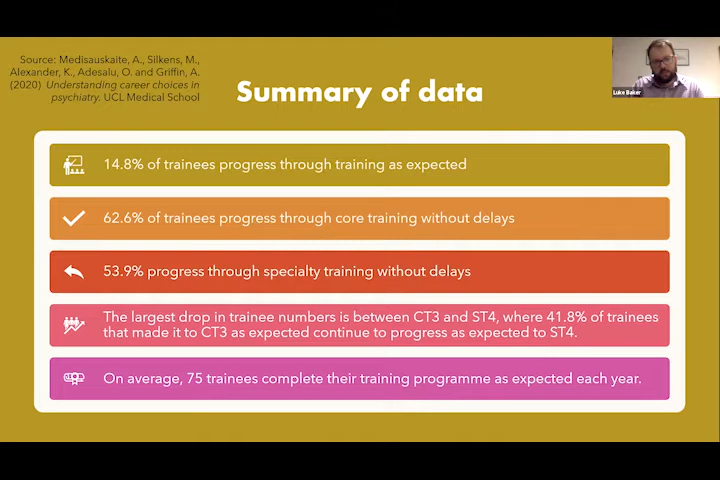 Source: Medisauskaite, A., Silkens, M.,
Alexander, K., Adesalu, O. and Griffin, A.
(2020) Understanding career choices in
psychiatry. UCL Medical School
Summary of data
Luke Baker
14.8% of trainees progress through training as expected
62.6% of trainees progress through core training without delays
53.9% progress through specialty training without delays
The largest drop in trainee numbers is between CT3 and ST4, where 41.8% of trainees
that made it to CT3 as expected continue to progress as expected to ST4.
On average, 75 trainees complete their training programme as expected each year.